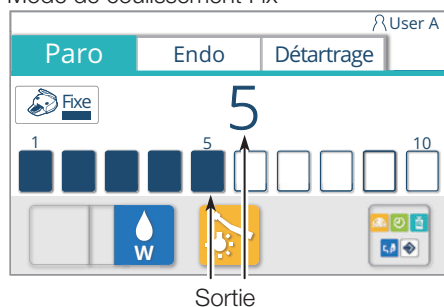 Mode de coulissement Fix
User A
Paro Endo Détartrage
Fixe
5
1 5 10
W
Sortie